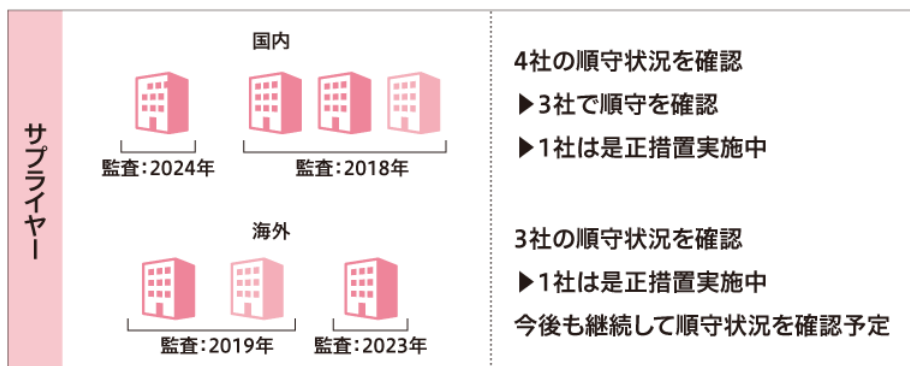 サプライヤー
国内
監査：2024年
監査：2018年
4社の順守状況を確認
▶3社で順守を確認
▶1社は是正措置実施中
海外
監査：2019年
監査：2023年
3社の順守状況を確認
▶1社は是正措置実施中
今後も継続して順守状況を確認予定